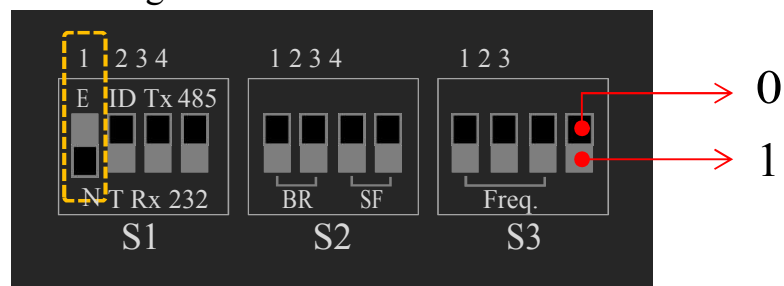 1 2 3 4
E ID Tx 485
N T Rx 232
S1
1 2 3 4
BR SF
S2
1 2 3
Freq.
S3
0
1